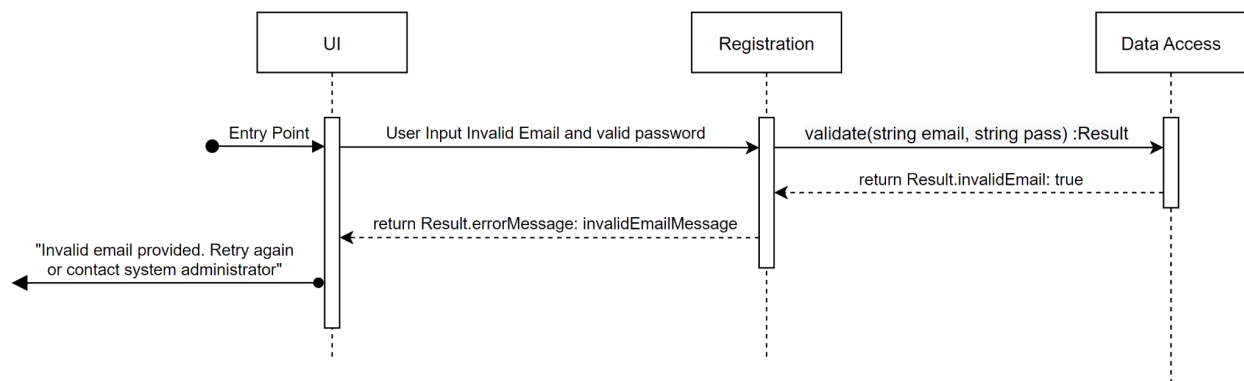 UI
Registration
Data Access
Entry Point
User Input Invalid Email and valid password
validate(string email, string pass) :Result
return Result.invalidEmail: true
return Result.errorMessage: invalidEmailMessage
"Invalid email provided. Retry again
or contact system administrator"